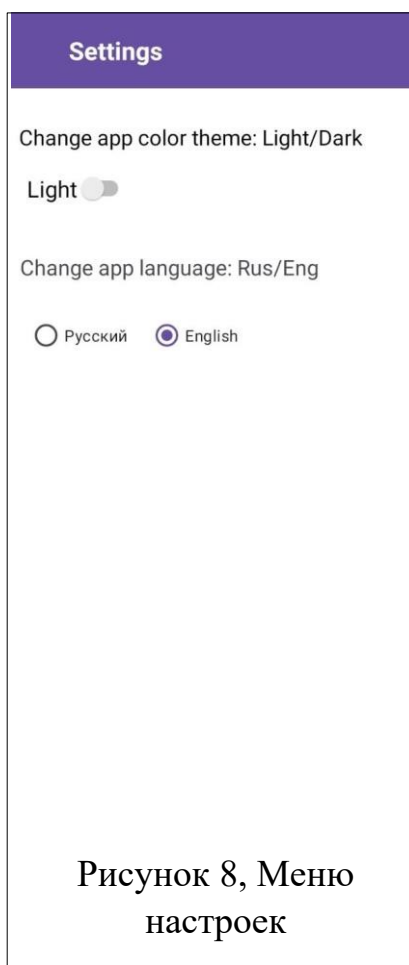 Settings
Change app color theme: Light/Dark
Light
Change app language: Rus/Eng
Русский English
Рисунок 8, Меню
настроек